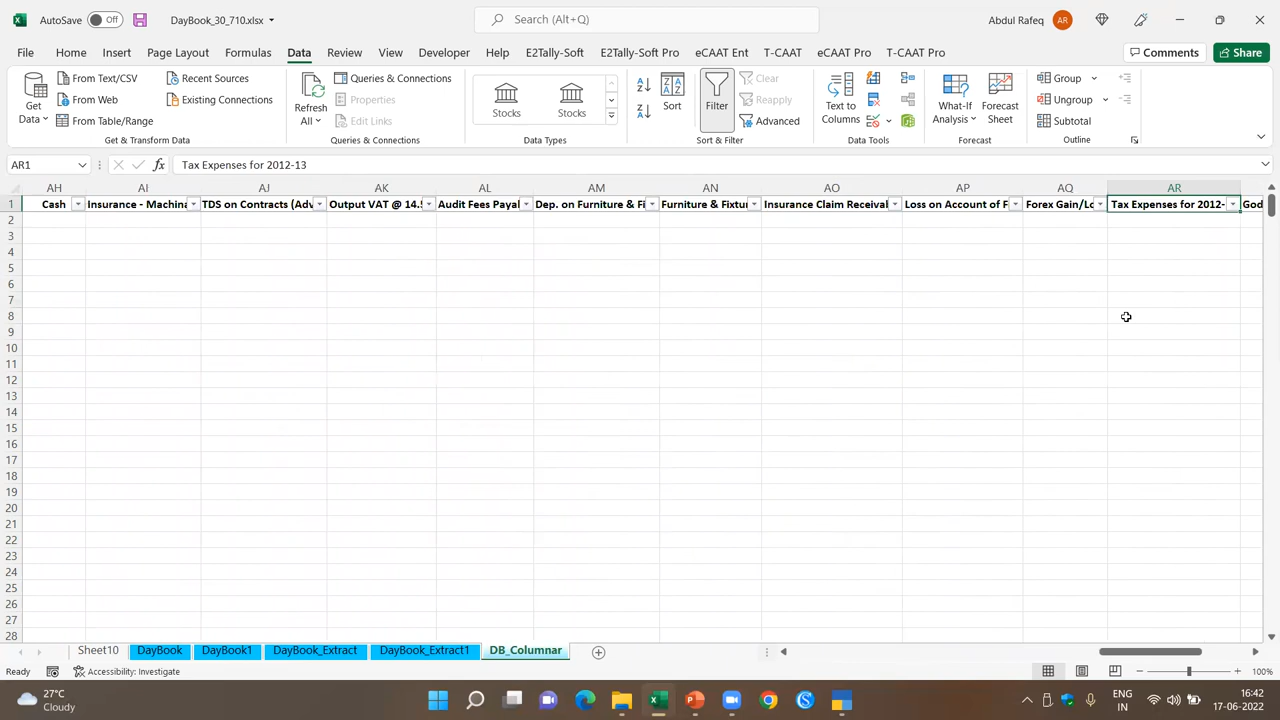 AutoSave Off DayBook_30_710.xlsx Search (Alt+Q) Abdul Rafeq AR
File Home Insert Page Layout Formulas Data Review View Developer Help E2Tally-Soft E2Tally-Soft Pro eCAAT Ent T-CAAT eCAAT Pro T-CAAT Pro Comments Share
Get Data From Text/CSV Recent Sources Refresh All Queries & Connections Stocks Stocks Sort Filter Clear Text to Columns What-If Analysis Forecast Sheet Group
From Web Existing Connections Properties Reapply Ungroup
From Table/Range Edit Links Advanced Subtotal
Get & Transform Data Queries & Connections Data Types Sort & Filter Data Tools Forecast Outline
AR1 fx Tax Expenses for 2012-13
AH AI AJ AK AL AM AN AO AP AQ AR
1 Cash Insurance - Machina TDS on Contracts (Adv Output VAT @ 14.5 Audit Fees Payal Dep. on Furniture & Fi Furniture & Fixtur Insurance Claim Receival Loss on Account of F Forex Gain/Lo Tax Expenses for 2012- God
2
3
4
5
6
7
8
9
10
11
12
13
14
15
16
17
18
19
20
21
22
23
24
25
26
27
28
Sheet10 DayBook DayBook1 DayBook_Extract DayBook_Extract1 DB_Columnar
Ready Accessibility: Investigate 100%
27°C
Cloudy
ENG
IN
16:42
17-06-2022